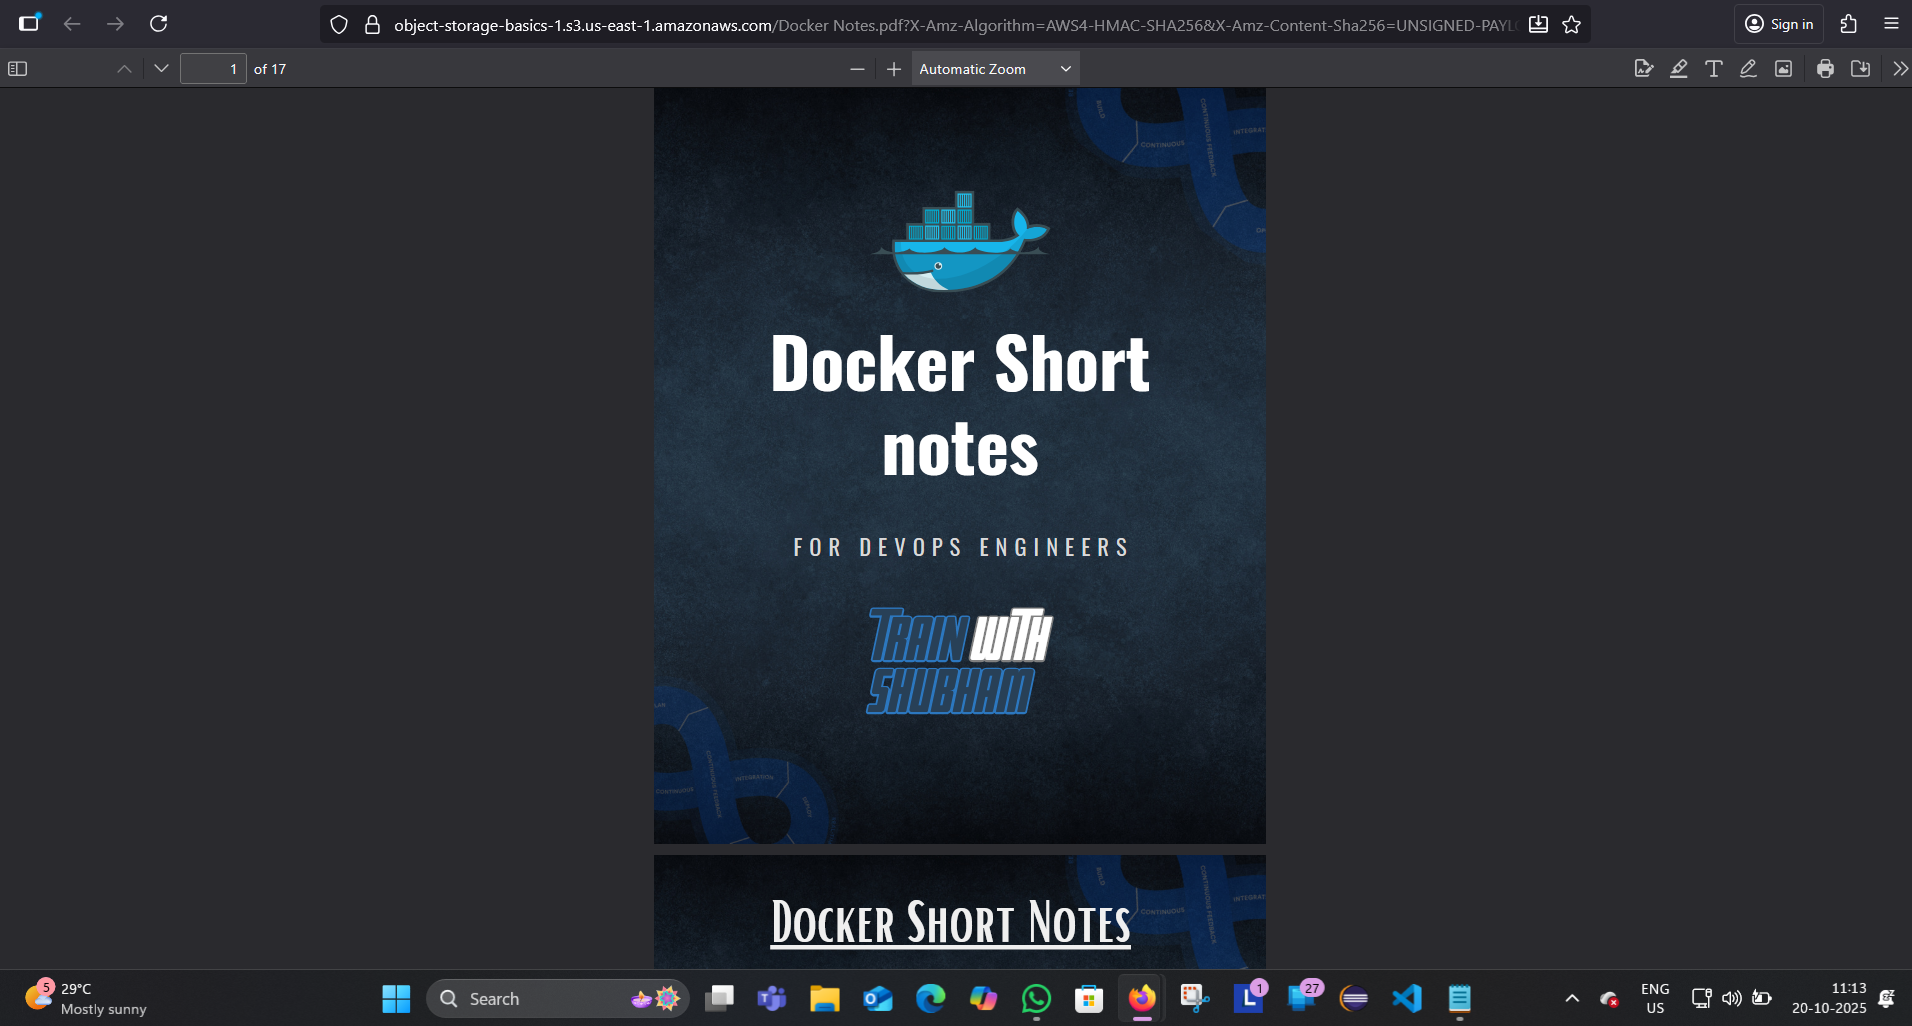 object-storage-basics-1.s3.us-east-1.amazonaws.com/Docker Notes.pdf?X-Amz-Algorithm=AWS4-HMAC-SHA256&X-Amz-Content-Sha256=UNSIGNED-PAYL
Sign in
1 of 17
Automatic Zoom
BUILD
CONTINUOUS
CONTINUOUS FEEDBACK
INTEGRAT
OP
Docker Short
notes
FOR DEVOPS ENGINEERS
TRAIN WITH
SHUBHAM
LAN
CONTINUOUS
CONTINUOUS FEEDBACK
INTEGRATION
DEPLOY
BUILD
CONTINUOUS
CONTINUOUS FEEDBACK
INTEGRAT
DOCKER SHORT NOTES
5
29°C
Mostly sunny
Search
1
27
ENG
US
11:13
20-10-2025